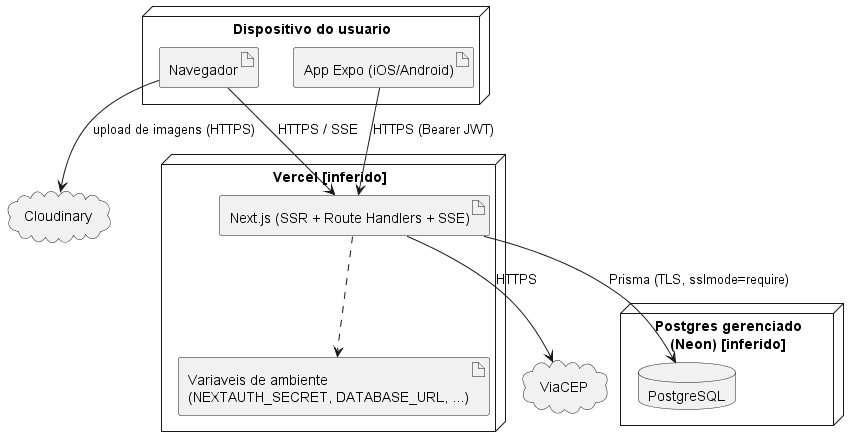 Dispositivo do usuario
Navegador
App Expo (iOS/Android)
upload de imagens (HTTPS)
HTTPS / SSE
HTTPS (Bearer JWT)
Vercel [inferido]
Cloudinary
Next.js (SSR + Route Handlers + SSE)
HTTPS
Prisma (TLS, sslmode=require)
Postgres gerenciado
(Neon) [inferido]
Variaveis de ambiente
(NEXTAUTH_SECRET, DATABASE_URL, ...)
ViaCEP
PostgreSQL